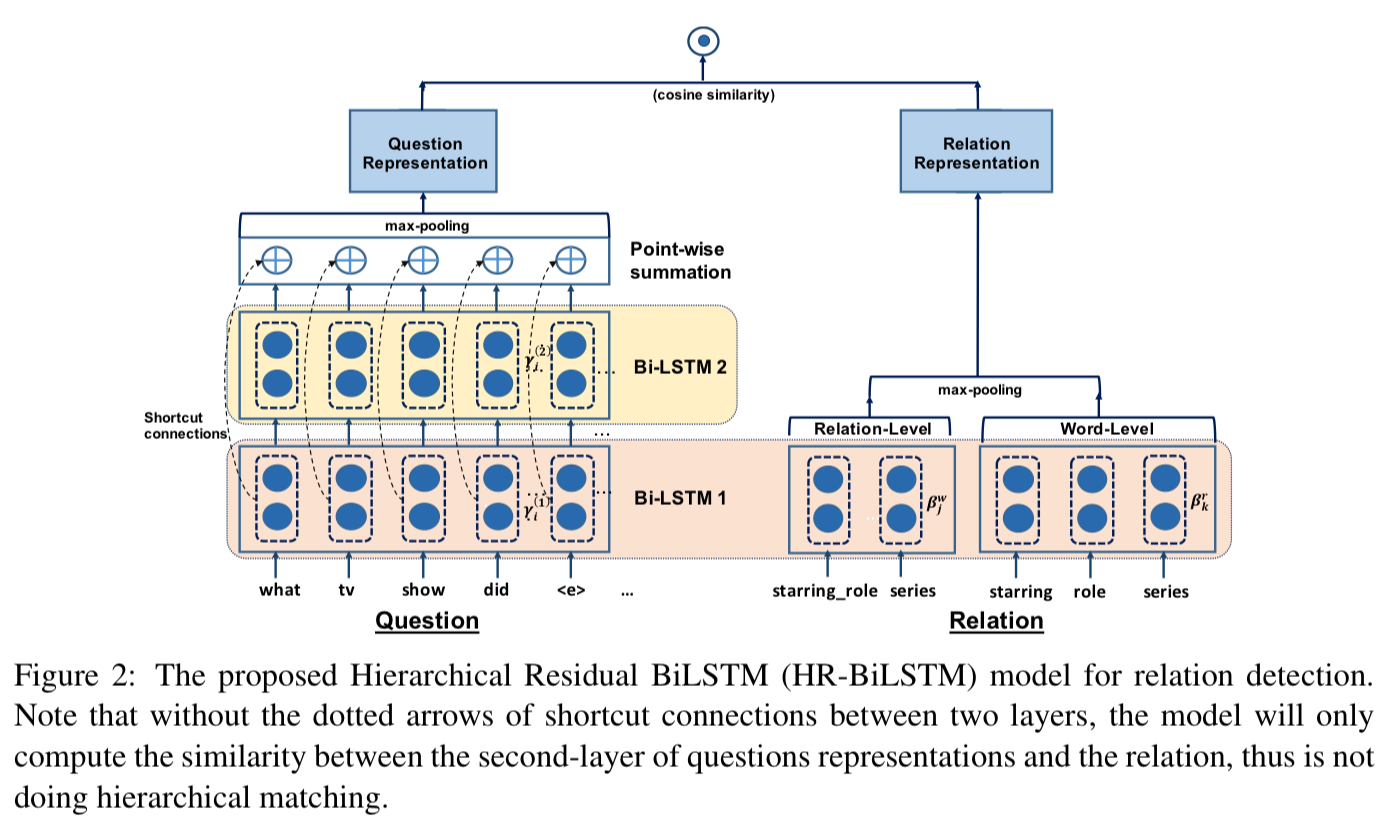 (cosine similarity)
Question
Representation
Relation
Representation
max-pooling
Point-wise
summation
γ_i^(2)
...
Bi-LSTM 2
max-pooling
Shortcut
connections
...
Relation-Level
Word-Level
γ_i^(1)
...
Bi-LSTM 1
β_j^w
β_k^r
what tv show did <e> ...
starring_role series
starring role series
Question
Relation
Figure 2: The proposed Hierarchical Residual BiLSTM (HR-BiLSTM) model for relation detection.
Note that without the dotted arrows of shortcut connections between two layers, the model will only
compute the similarity between the second-layer of questions representations and the relation, thus is not
doing hierarchical matching.